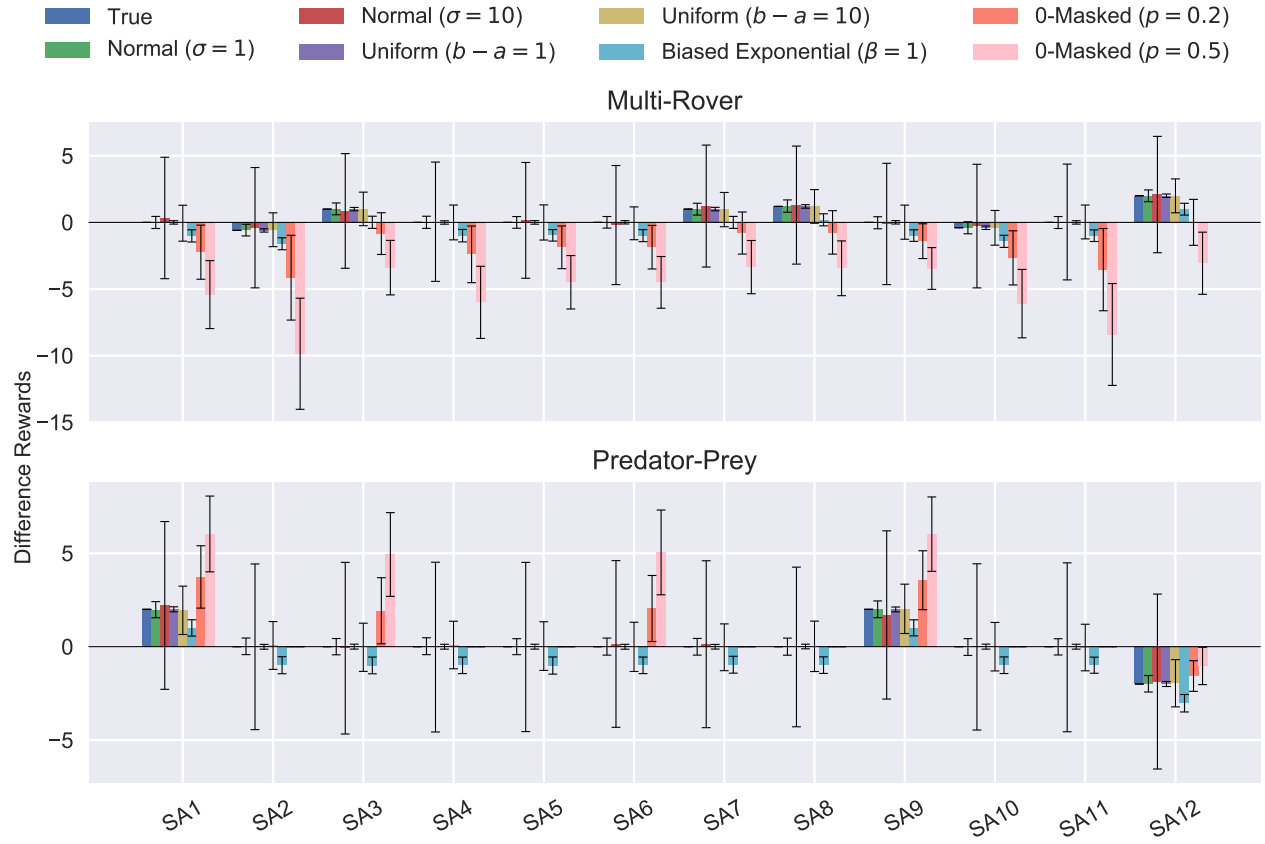 True Normal (σ = 10) Uniform (b − a = 10) 0-Masked (p = 0.2)
Normal (σ = 1) Uniform (b − a = 1) Biased Exponential (β = 1) 0-Masked (p = 0.5)
Multi-Rover
5
0
−5
−10
−15
Difference Rewards
Predator-Prey
5
0
−5
SA1 SA2 SA3 SA4 SA5 SA6 SA7 SA8 SA9 SA10 SA11 SA12